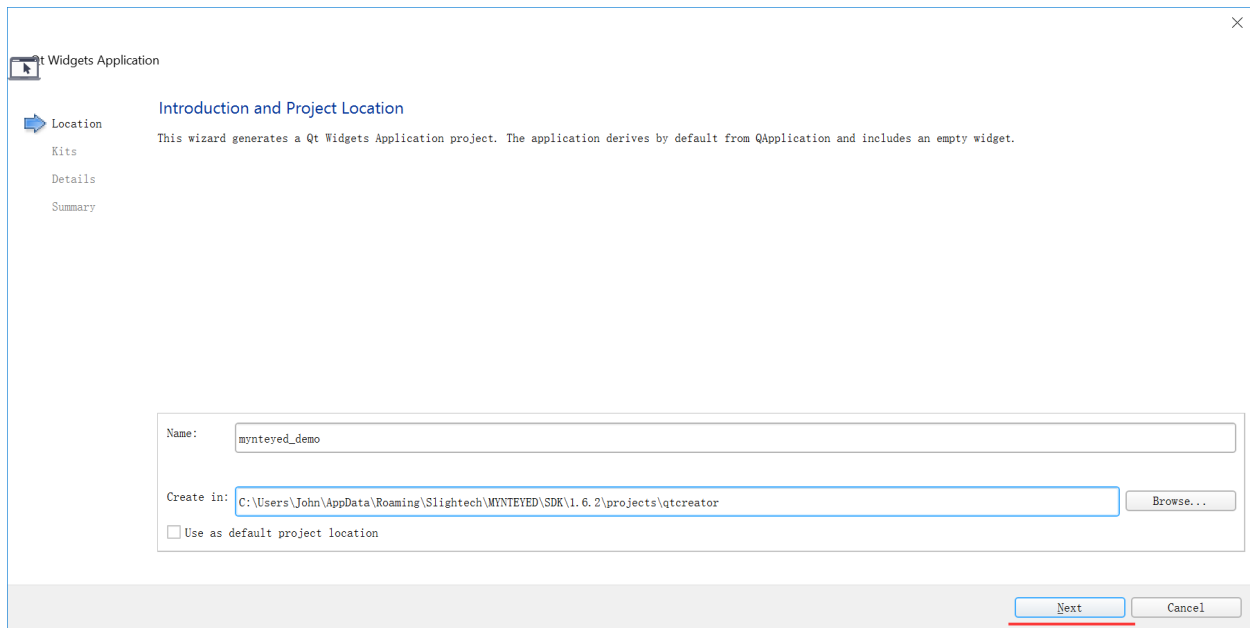 Qt Widgets Application
Location
Kits
Details
Summary
Introduction and Project Location
This wizard generates a Qt Widgets Application project. The application derives by default from QApplication and includes an empty widget.
Name:
mynteyed_demo
Create in:
C:\Users\John\AppData\Roaming\Slightech\MYNTEYED\SDK\1.6.2\projects\qtcreator
Browse...
Use as default project location
Next
Cancel